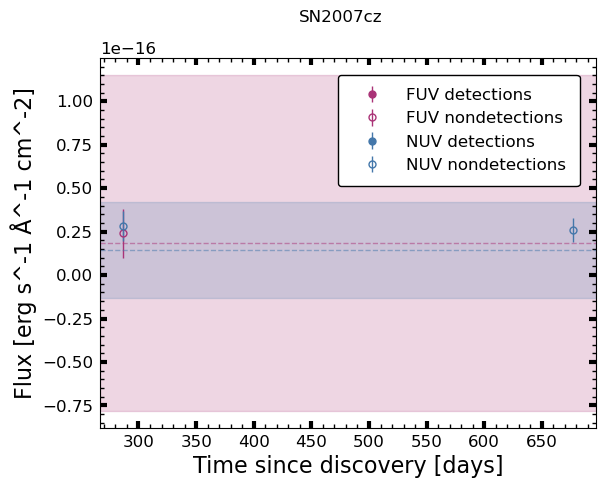 SN2007cz
1e−16
FUV detections
FUV nondetections
NUV detections
NUV nondetections
1.00
0.75
0.50
0.25
0.00
−0.25
−0.50
−0.75
Flux [erg s^-1 Å^-1 cm^-2]
300 350 400 450 500 550 600 650
Time since discovery [days]